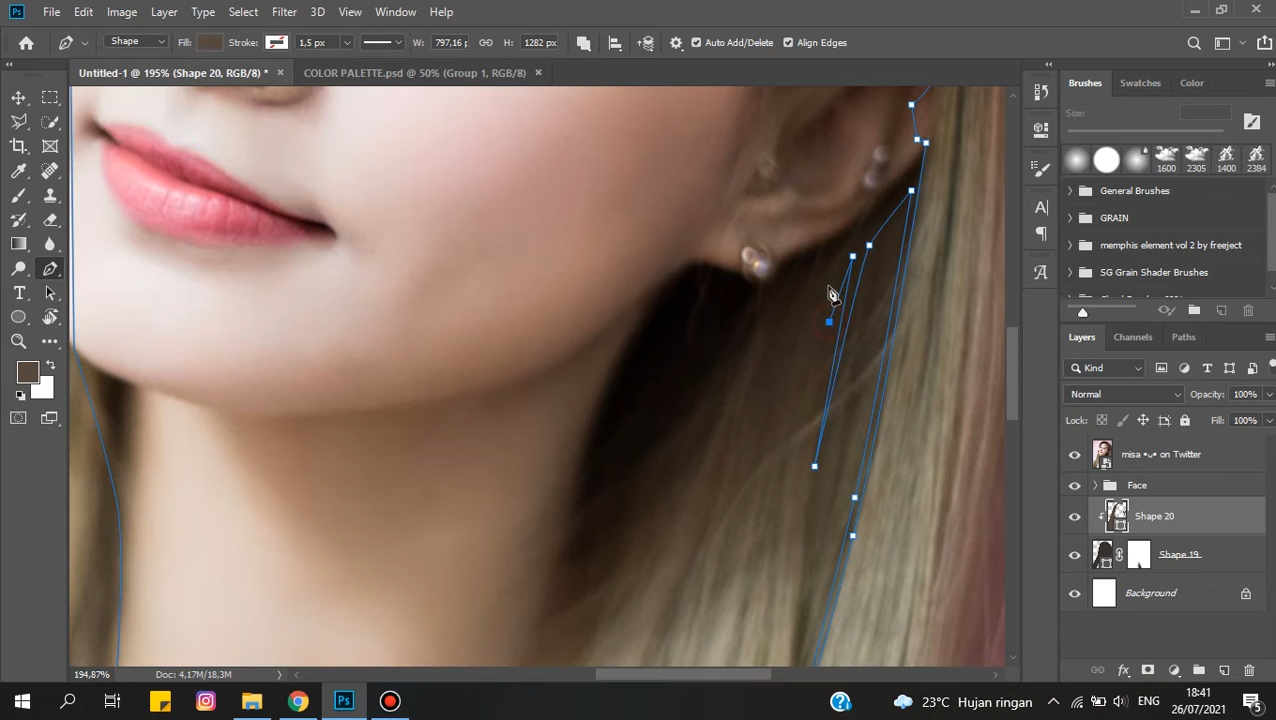 Ps File Edit Image Layer Type Select Filter 3D View Window Help
Shape Fill: Stroke: 1,5 px W: 797,16 p H: 1282 px Auto Add/Delete Align Edges
Untitled-1 @ 195% (Shape 20, RGB/8) * × COLOR PALETTE.psd @ 50% (Group 1, RGB/8) ×
Brushes Swatches Color
Size:
1600 2305 1400 2384
General Brushes
GRAIN
memphis element vol 2 by freeject
SG Grain Shader Brushes
Layers Channels Paths
Kind
Normal Opacity: 100%
Lock: Fill: 100%
misa •ᴗ• on Twitter
Face
Shape 20
Shape 19
Background
194,87% Doc: 4,17M/18,3M
Ps 23°C Hujan ringan ENG 18:41
26/07/2021 5